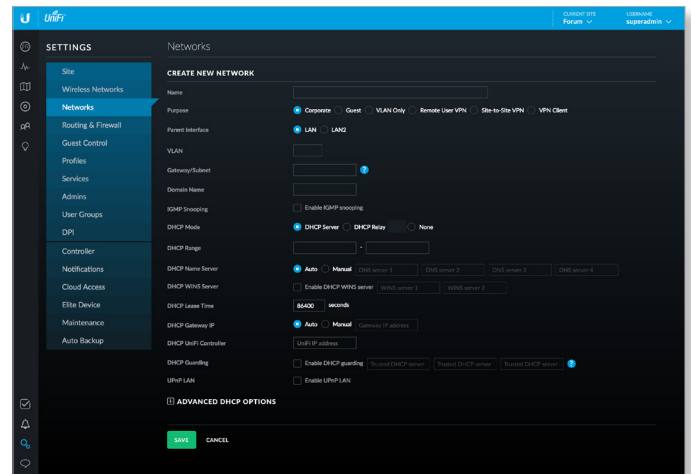 U UniFi
CURRENT SITE
Forum
USERNAME
superadmin
SETTINGS
Site
Wireless Networks
Networks
Routing & Firewall
Guest Control
Profiles
Services
Admins
User Groups
DPI
Controller
Notifications
Cloud Access
Elite Device
Maintenance
Auto Backup
Networks
CREATE NEW NETWORK
Name
Purpose Corporate Guest VLAN Only Remote User VPN Site-to-Site VPN VPN Client
Parent Interface LAN LAN2
VLAN
Gateway/Subnet ?
Domain Name
IGMP Snooping Enable IGMP snooping
DHCP Mode DHCP Server DHCP Relay None
DHCP Range -
DHCP Name Server Auto Manual DNS server 1 DNS server 2 DNS server 3 DNS server 4
DHCP WINS Server Enable DHCP WINS server WINS server 1 WINS server 2
DHCP Lease Time 86400 seconds
DHCP Gateway IP Auto Manual Gateway IP address
DHCP UniFi Controller UniFi IP address
DHCP Guarding Enable DHCP guarding Trusted DHCP server Trusted DHCP server Trusted DHCP server ?
UPnP LAN Enable UPnP LAN
ADVANCED DHCP OPTIONS
SAVE CANCEL